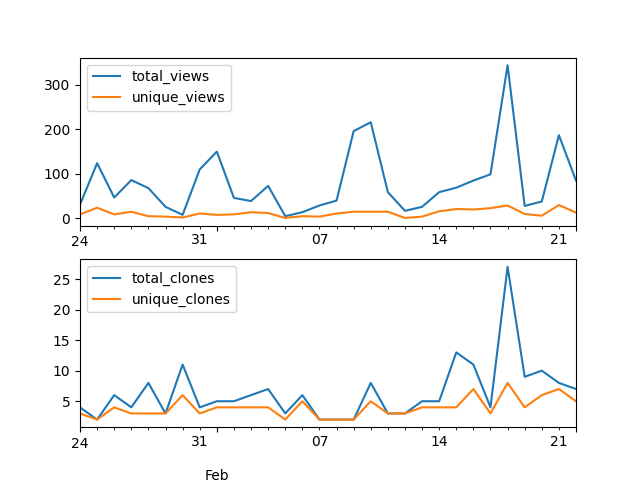 total_views
unique_views
300
200
100
0
24 31 07 14 21
total_clones
unique_clones
25
20
15
10
5
24 31 07 14 21
Feb